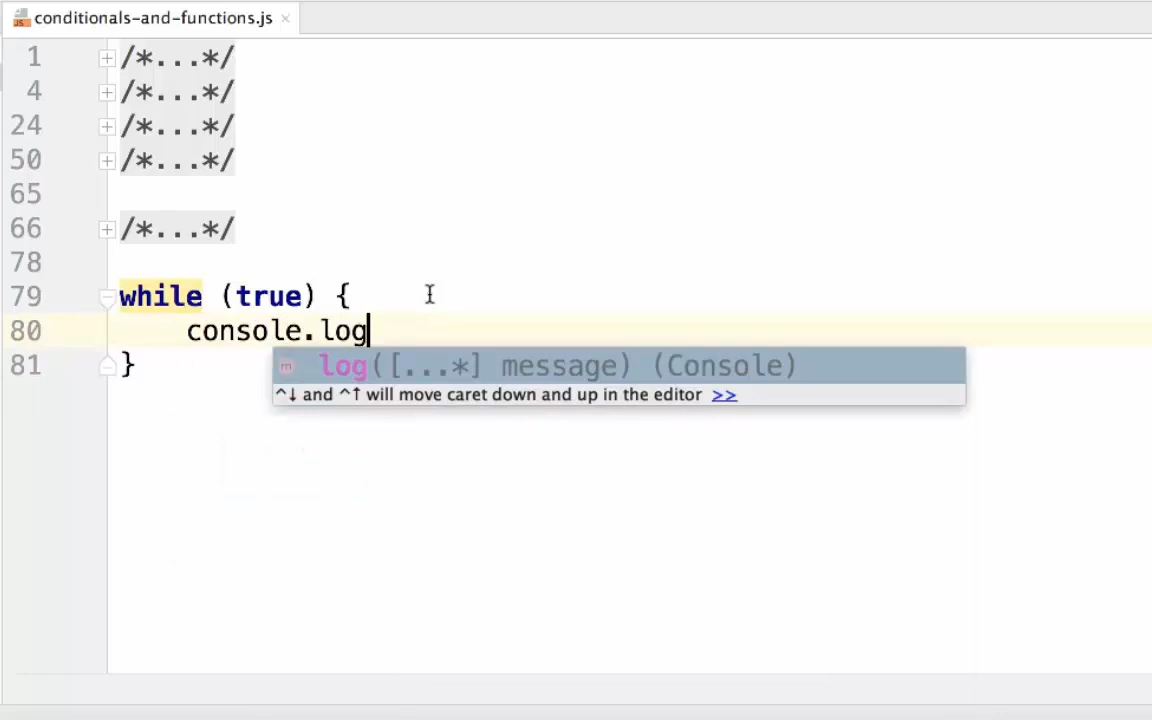 conditionals-and-functions.js
1 /*...*/
4 /*...*/
24 /*...*/
50 /*...*/
65
66 /*...*/
78
79 while (true) {
80 console.log
81 }
m log([...*] message) (Console)
^↓ and ^↑ will move caret down and up in the editor >>